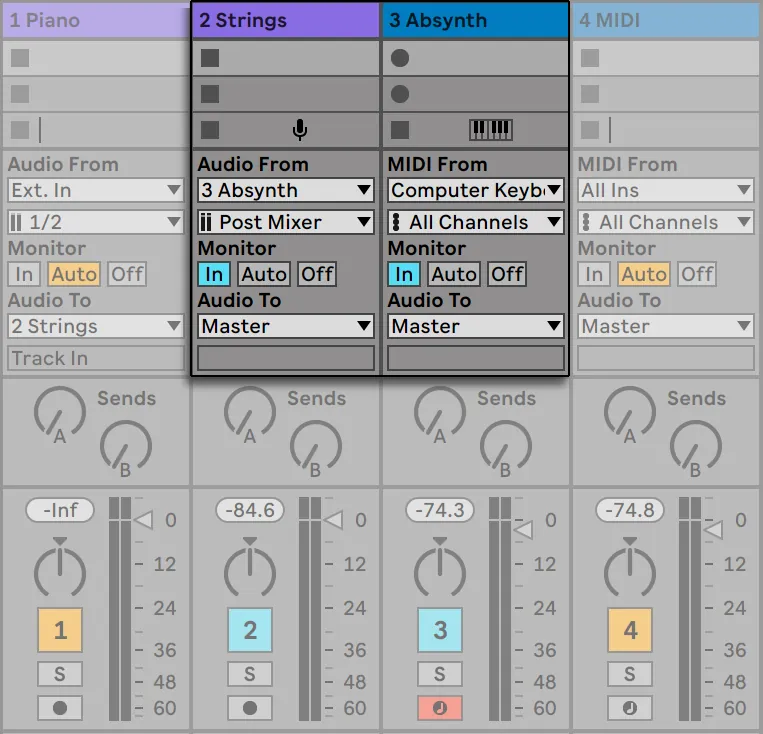 1 Piano 2 Strings 3 Absynth 4 MIDI
Audio From Audio From MIDI From MIDI From
Ext. In 3 Absynth Computer Keyb All Ins
1/2 Post Mixer All Channels All Channels
Monitor Monitor Monitor Monitor
In Auto Off In Auto Off In Auto Off In Auto Off
Audio To Audio To Audio To Audio To
2 Strings Master Master Master
Track In
Sends Sends Sends Sends
A A A A
B B B B
-Inf 0 -84.6 0 -74.3 0 -74.8 0
12 12 12 12
24 24 24 24
1 2 3 4
36 36 36 36
S S S S
48 48 48 48
60 60 60 60